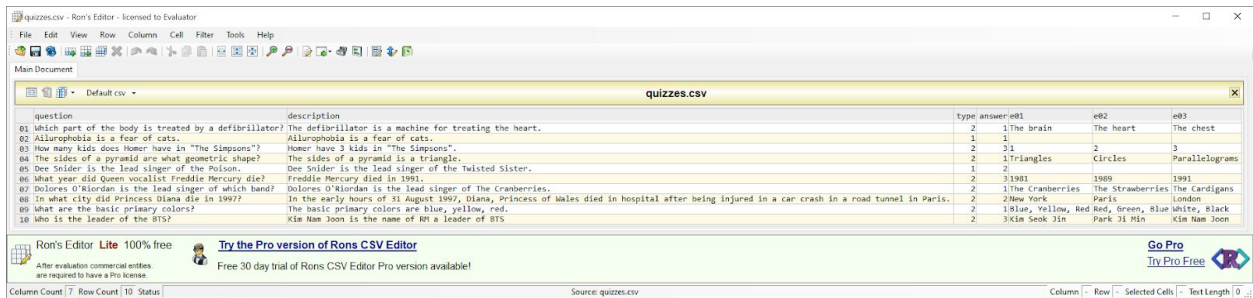 quizzes.csv - Ron's Editor - licensed to Evaluator
File Edit View Row Column Cell Filter Tools Help
Main Document
Default csv quizzes.csv
question description type answer e01 e02 e03
01 Which part of the body is treated by a defibrillator? The defibrillator is a machine for treating the heart. 2 1 The brain The heart The chest
02 Ailurophobia is a fear of cats. Ailurophobia is a fear of cats. 1 1
03 How many kids does Homer have in "The Simpsons"? Homer have 3 kids in "The Simpsons". 2 3 1 2 3
04 The sides of a pyramid are what geometric shape? The sides of a pyramid is a triangle. 2 1 Triangles Circles Parallelograms
05 Dee Snider is the lead singer of the Poison. Dee Snider is the lead singer of the Twisted Sister. 1 2
06 What year did Queen vocalist Freddie Mercury die? Freddie Mercury died in 1991. 2 3 1981 1989 1991
07 Dolores O'Riordan is the lead singer of which band? Dolores O'Riordan is the lead singer of The Cranberries. 2 1 The Cranberries The Strawberries The Cardigans
08 In what city did Princess Diana die in 1997? In the early hours of 31 August 1997, Diana, Princess of Wales died in hospital after being injured in a car crash in a road tunnel in Paris. 2 2 New York Paris London
09 What are the basic primary colors? The basic primary colors are blue, yellow, red. 2 1 Blue, Yellow, Red Red, Green, Blue White, Black
10 Who is the leader of the BTS? Kim Nam Joon is the name of RM a leader of BTS 2 3 Kim Seok Jin Park Ji Min Kim Nam Joon
Ron's Editor Lite 100% free Try the Pro version of Rons CSV Editor Go Pro
After evaluation commercial entities. Free 30 day trial of Rons CSV Editor Pro version available! Try Pro Free
are required to have a Pro license.
Column Count 7 Row Count 10 Status Source: quizzes.csv Column - Row - Selected Cells - Text Length 0